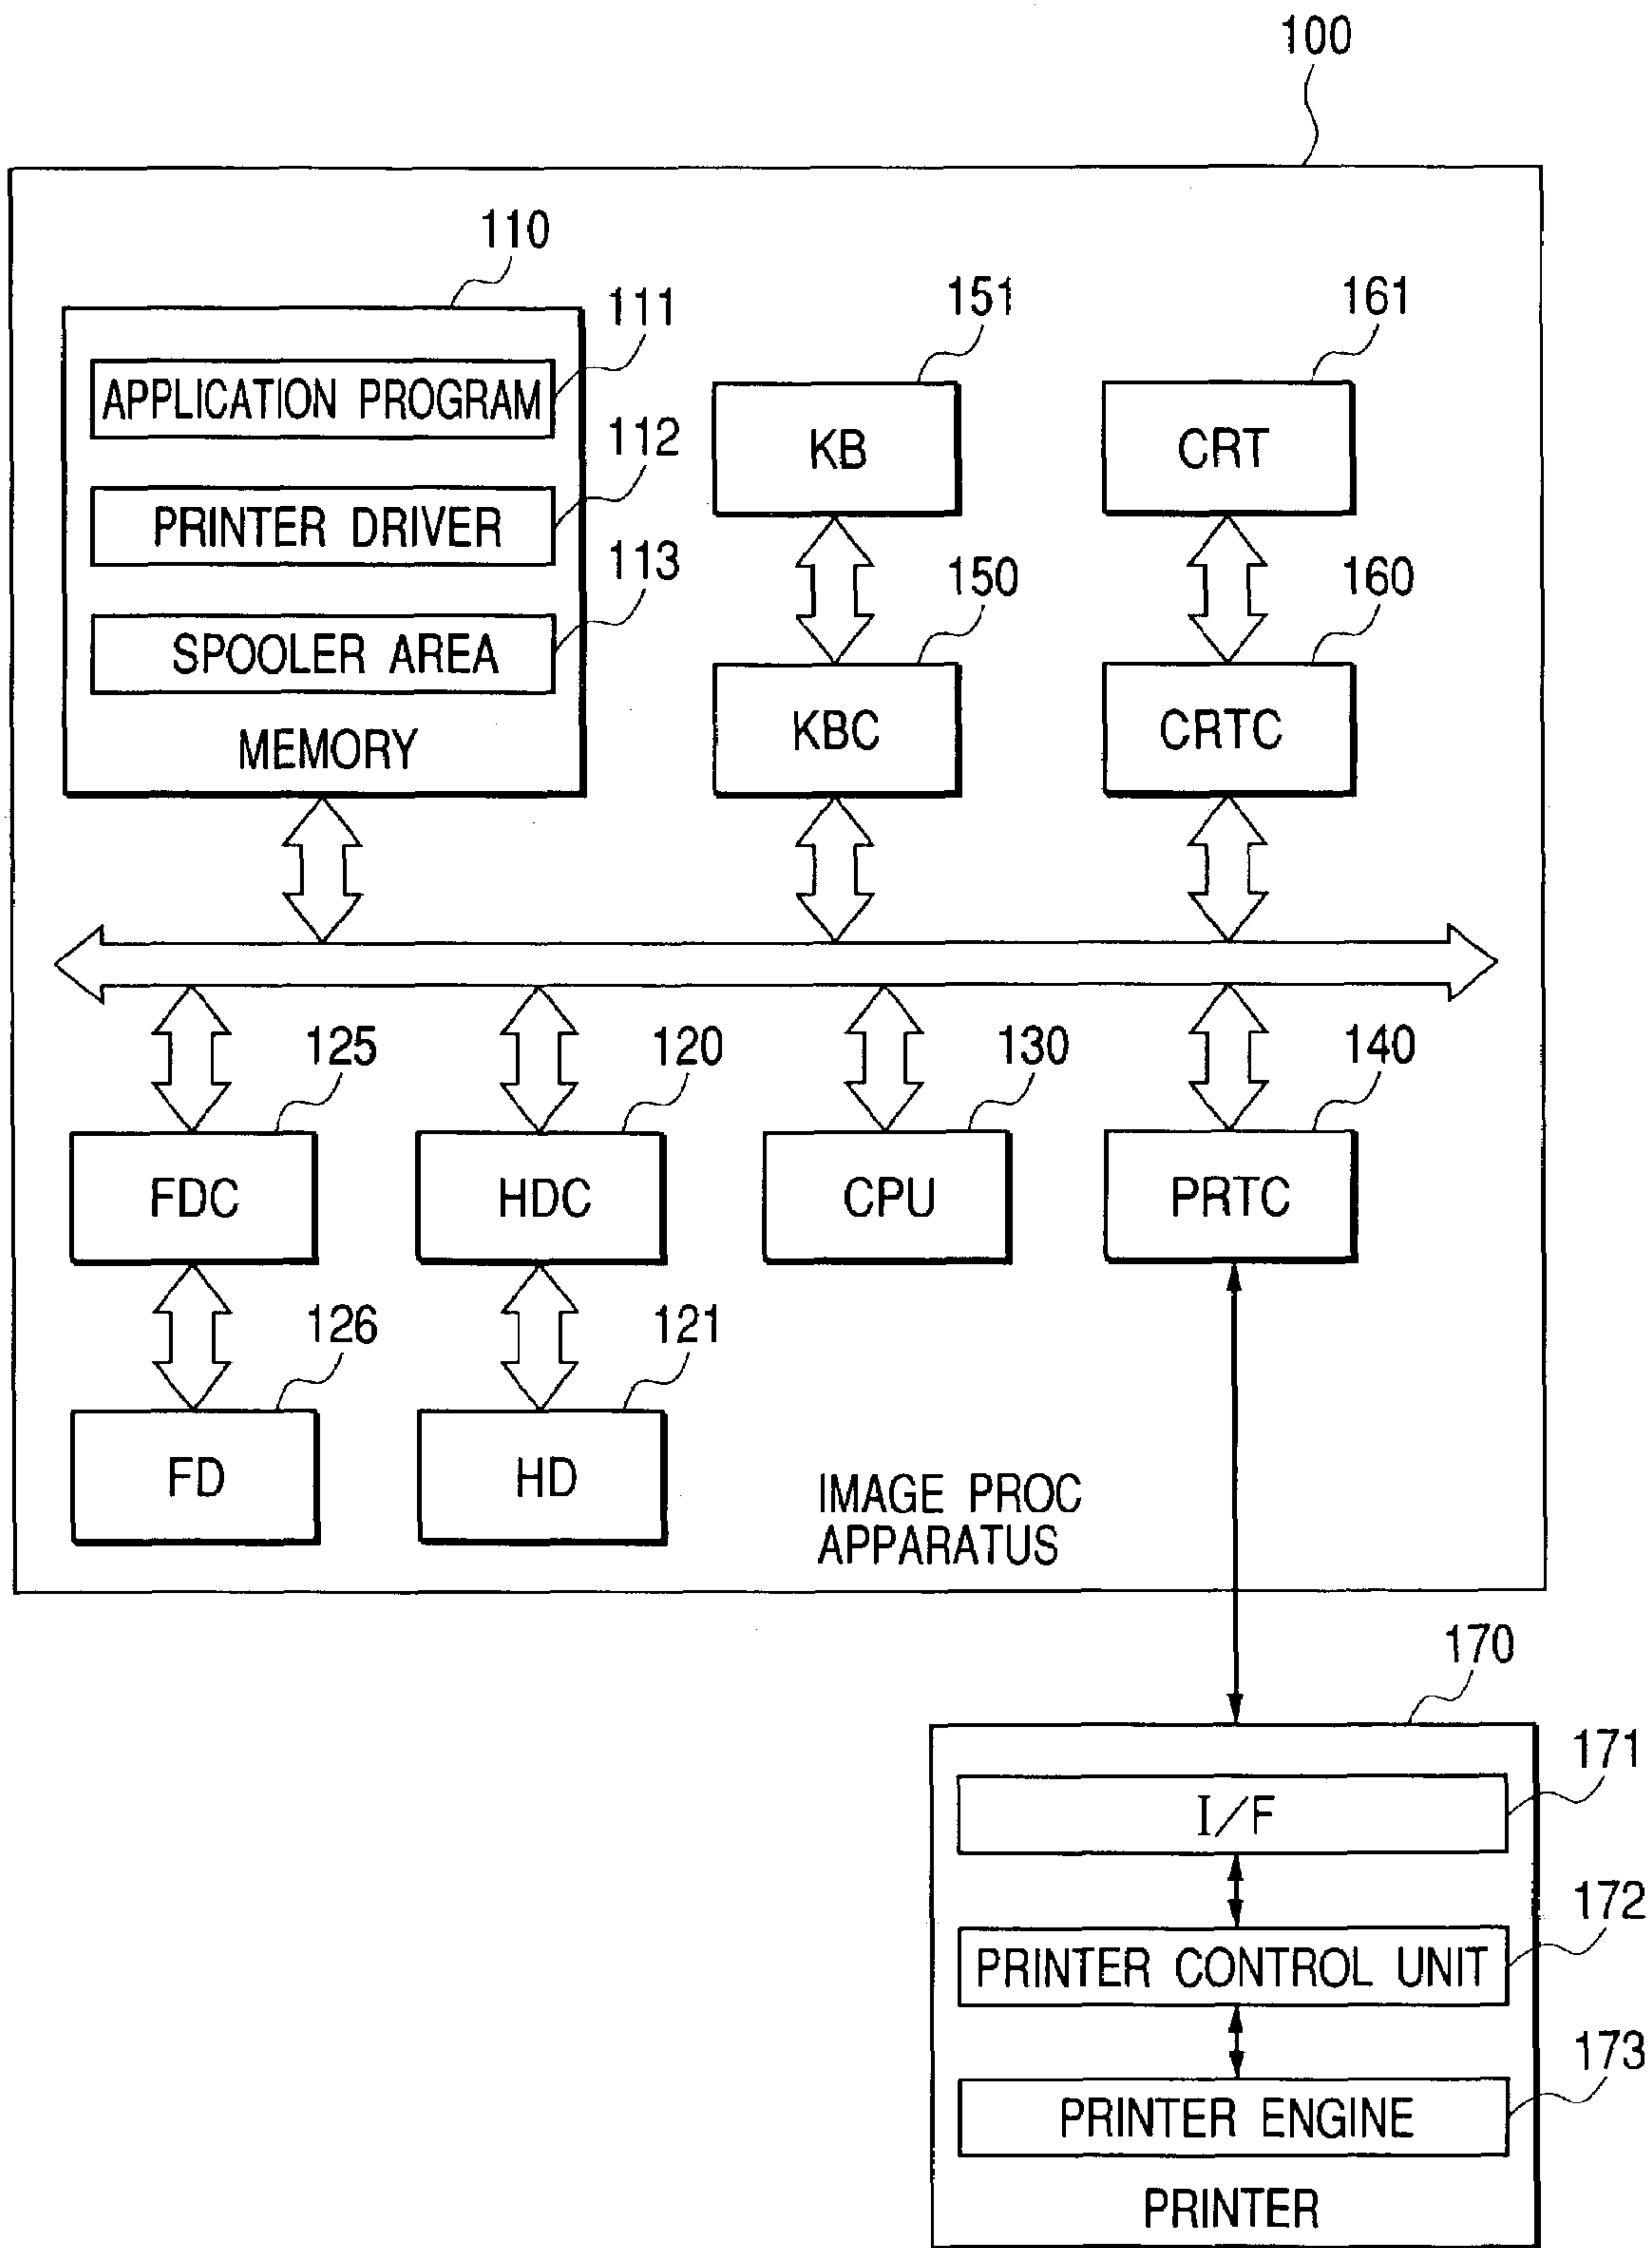 100
110
111
APPLICATION PROGRAM
112
PRINTER DRIVER
113
SPOOLER AREA
MEMORY
151
KB
161
CRT
150
KBC
160
CRTC
125
FDC
120
HDC
130
CPU
140
PRTC
126
FD
121
HD
IMAGE PROC
APPARATUS
170
171
I/F
172
PRINTER CONTROL UNIT
173
PRINTER ENGINE
PRINTER